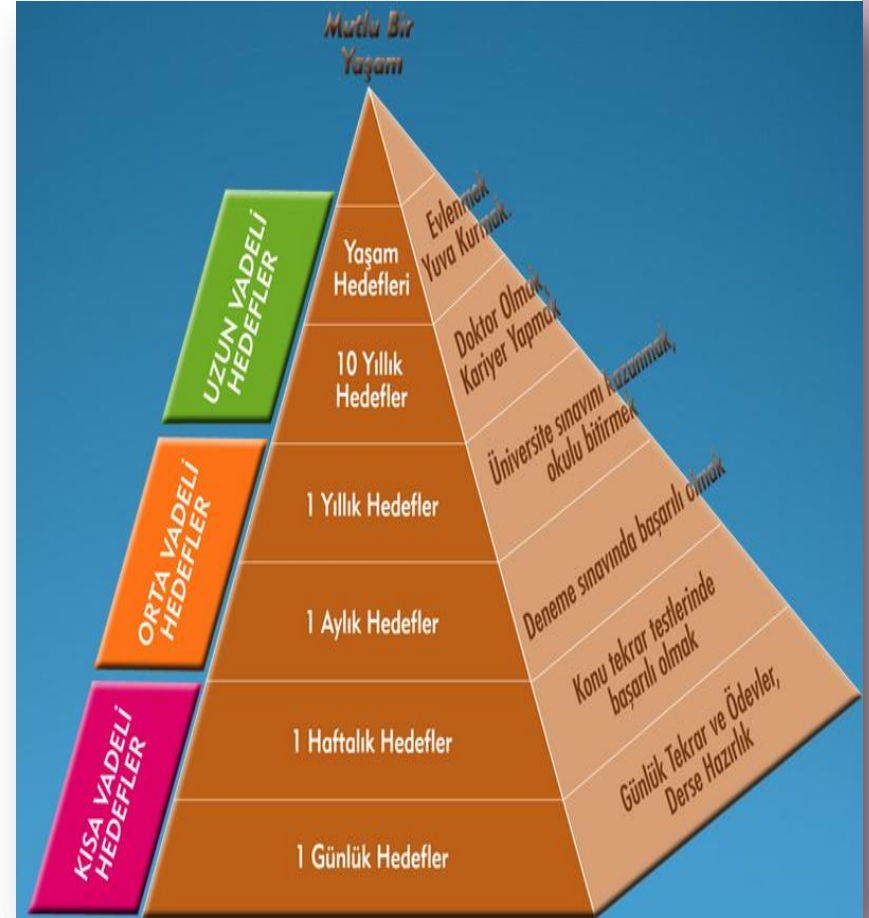 Mutlu Bir
Yaşam
UZUN VADELİ
HEDEFLER
Yaşam
Hedefleri
10 Yıllık
Hedefler
Evlenmek
Yuva Kurmak.
Doktor Olmak,
Kariyer Yapmak
ORTA VADELİ
HEDEFLER
1 Yıllık Hedefler
1 Aylık Hedefler
Üniversite sınavını kazanmak,
okulu bitirmek
Deneme sınavında başarılı olmak
KISA VADELİ
HEDEFLER
1 Haftalık Hedefler
1 Günlük Hedefler
Konu tekrar testlerinde
başarılı olmak
Günlük Tekrar ve Ödevler,
Derse Hazırlık